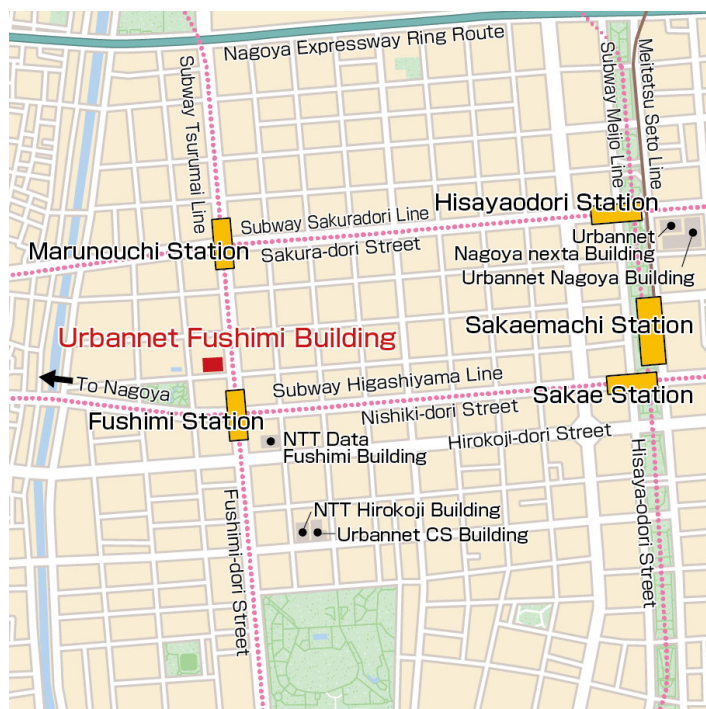 Nagoya Expressway Ring Route
Subway Tsurumai Line
Subway Meijo Line
Meitetsu Seto Line
Hisayaodori Station
Subway Sakuradori Line
Marunouchi Station
Sakura-dori Street
Urbannet
Nagoya nexta Building
Urbannet Nagoya Building
Sakaemachi Station
Urbannet Fushimi Building
To Nagoya
Subway Higashiyama Line
Sakae Station
Fushimi Station
Nishiki-dori Street
Hirokoji-dori Street
NTT Data
Fushimi Building
Hisaya-odori Street
Fushimi-dori Street
NTT Hirokoji Building
Urbannet CS Building